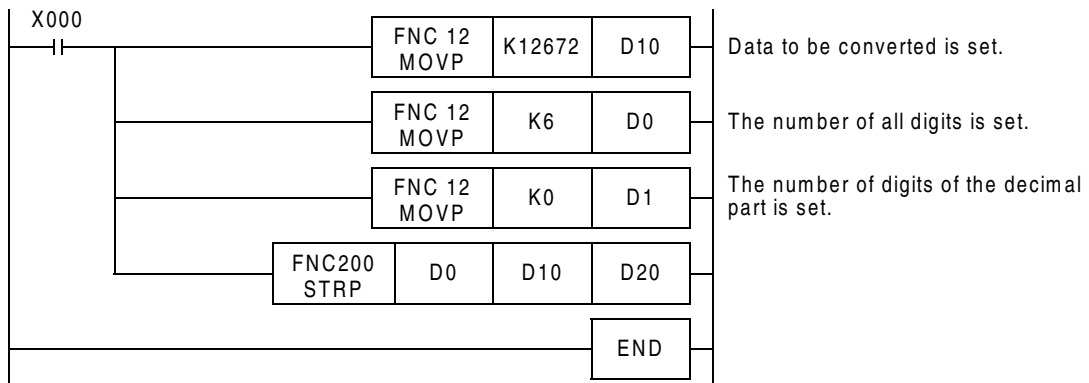 X000
FNC 12
MOVP
K12672
D10
Data to be converted is set.
FNC 12
MOVP
K6
D0
The number of all digits is set.
FNC 12
MOVP
K0
D1
The number of digits of the decimal
part is set.
FNC200
STRP
D0
D10
D20
END